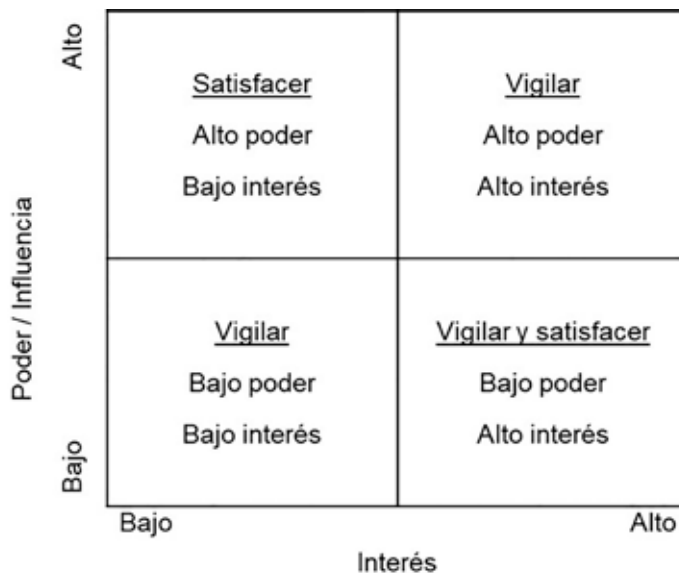 Alto
Satisfacer
Alto poder
Bajo interés
Vigilar
Alto poder
Alto interés
Poder / Influencia
Vigilar
Bajo poder
Bajo interés
Vigilar y satisfacer
Bajo poder
Alto interés
Bajo
Bajo
Alto
Interés